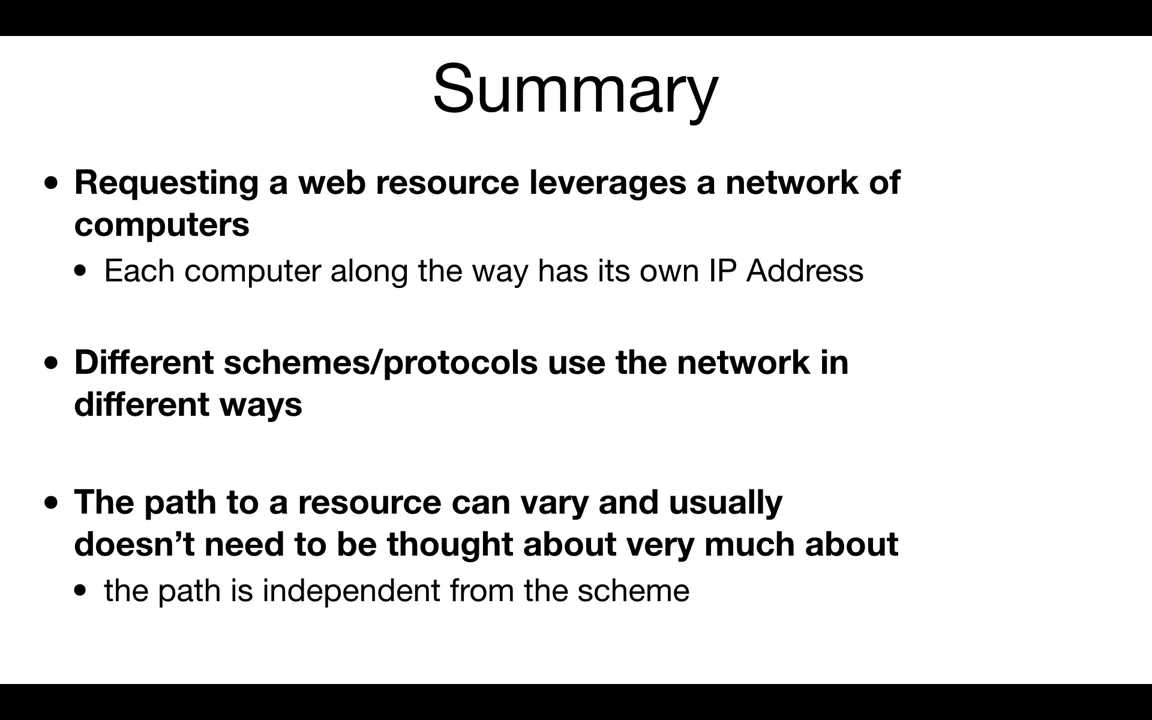 Summary
• Requesting a web resource leverages a network of
computers
• Each computer along the way has its own IP Address
• Different schemes/protocols use the network in
different ways
• The path to a resource can vary and usually
doesn’t need to be thought about very much about
• the path is independent from the scheme